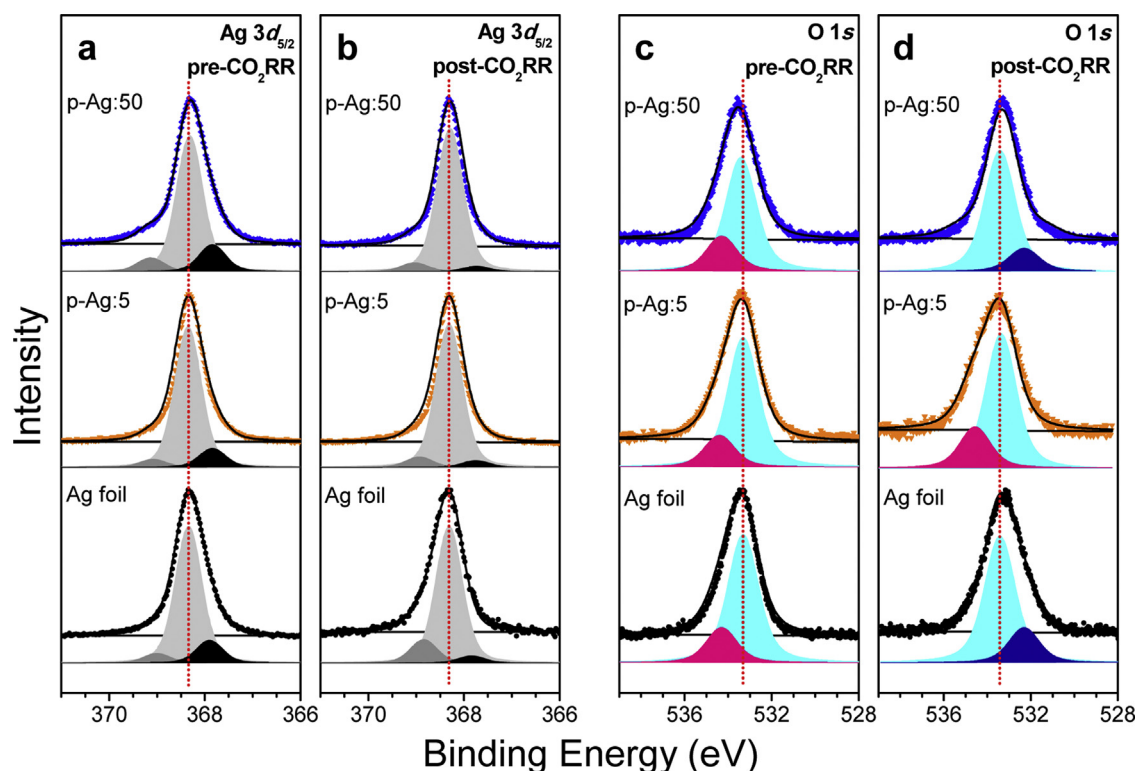 a
Ag 3d5/2
pre-CO2RR
p-Ag:50
p-Ag:5
Ag foil
370 368 366
b
Ag 3d5/2
post-CO2RR
p-Ag:50
p-Ag:5
Ag foil
370 368 366
c
O 1s
pre-CO2RR
p-Ag:50
p-Ag:5
Ag foil
536 532 528
d
O 1s
post-CO2RR
p-Ag:50
p-Ag:5
Ag foil
536 532 528
Intensity
Binding Energy (eV)